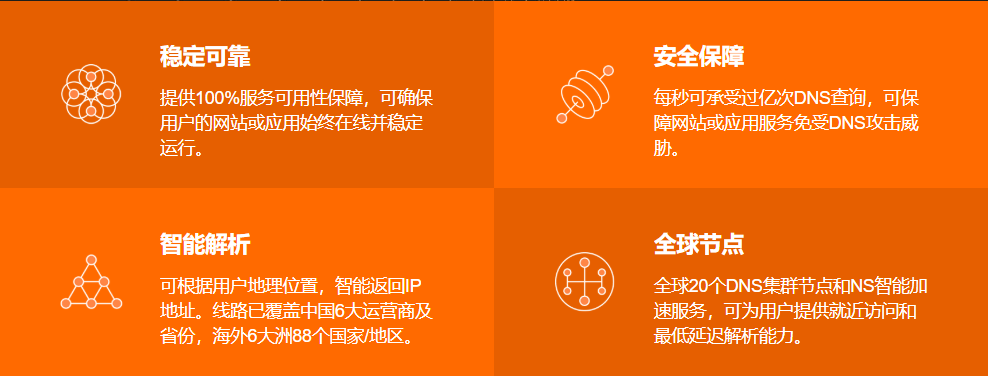 稳定可靠
提供100%服务可用性保障，可确保
用户的网站或应用始终在线并稳定
运行。
安全保障
每秒可承受过亿次DNS查询，可保
障网站或应用服务免受DNS攻击威
胁。
智能解析
可根据用户地理位置，智能返回IP
地址。线路已覆盖中国6大运营商及
省份，海外6大洲88个国家/地区。
全球节点
全球20个DNS集群节点和NS智能加
速服务，可为用户提供就近访问和
最低延迟解析能力。